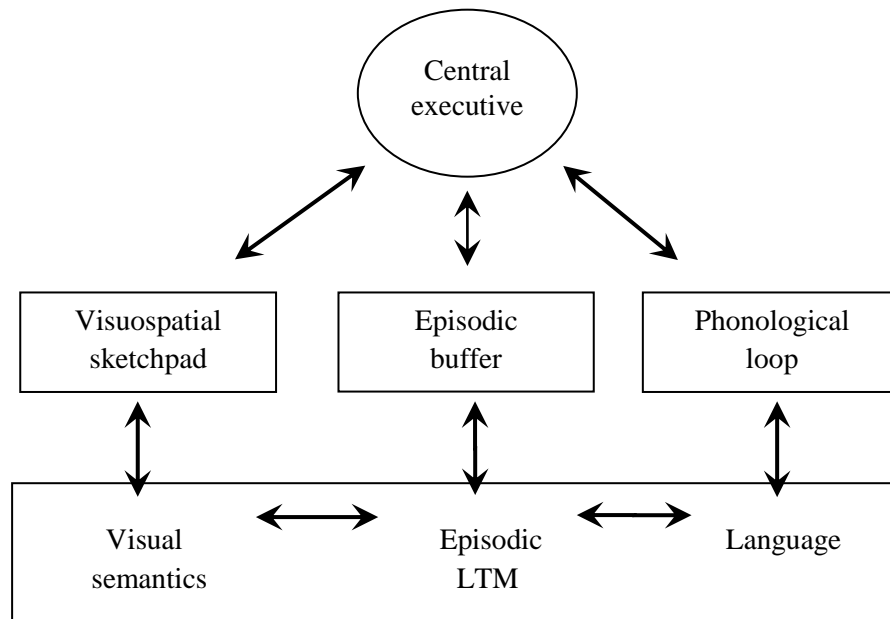 Central
executive
Visuospatial
sketchpad
Episodic
buffer
Phonological
loop
Visual
semantics
Episodic
LTM
Language